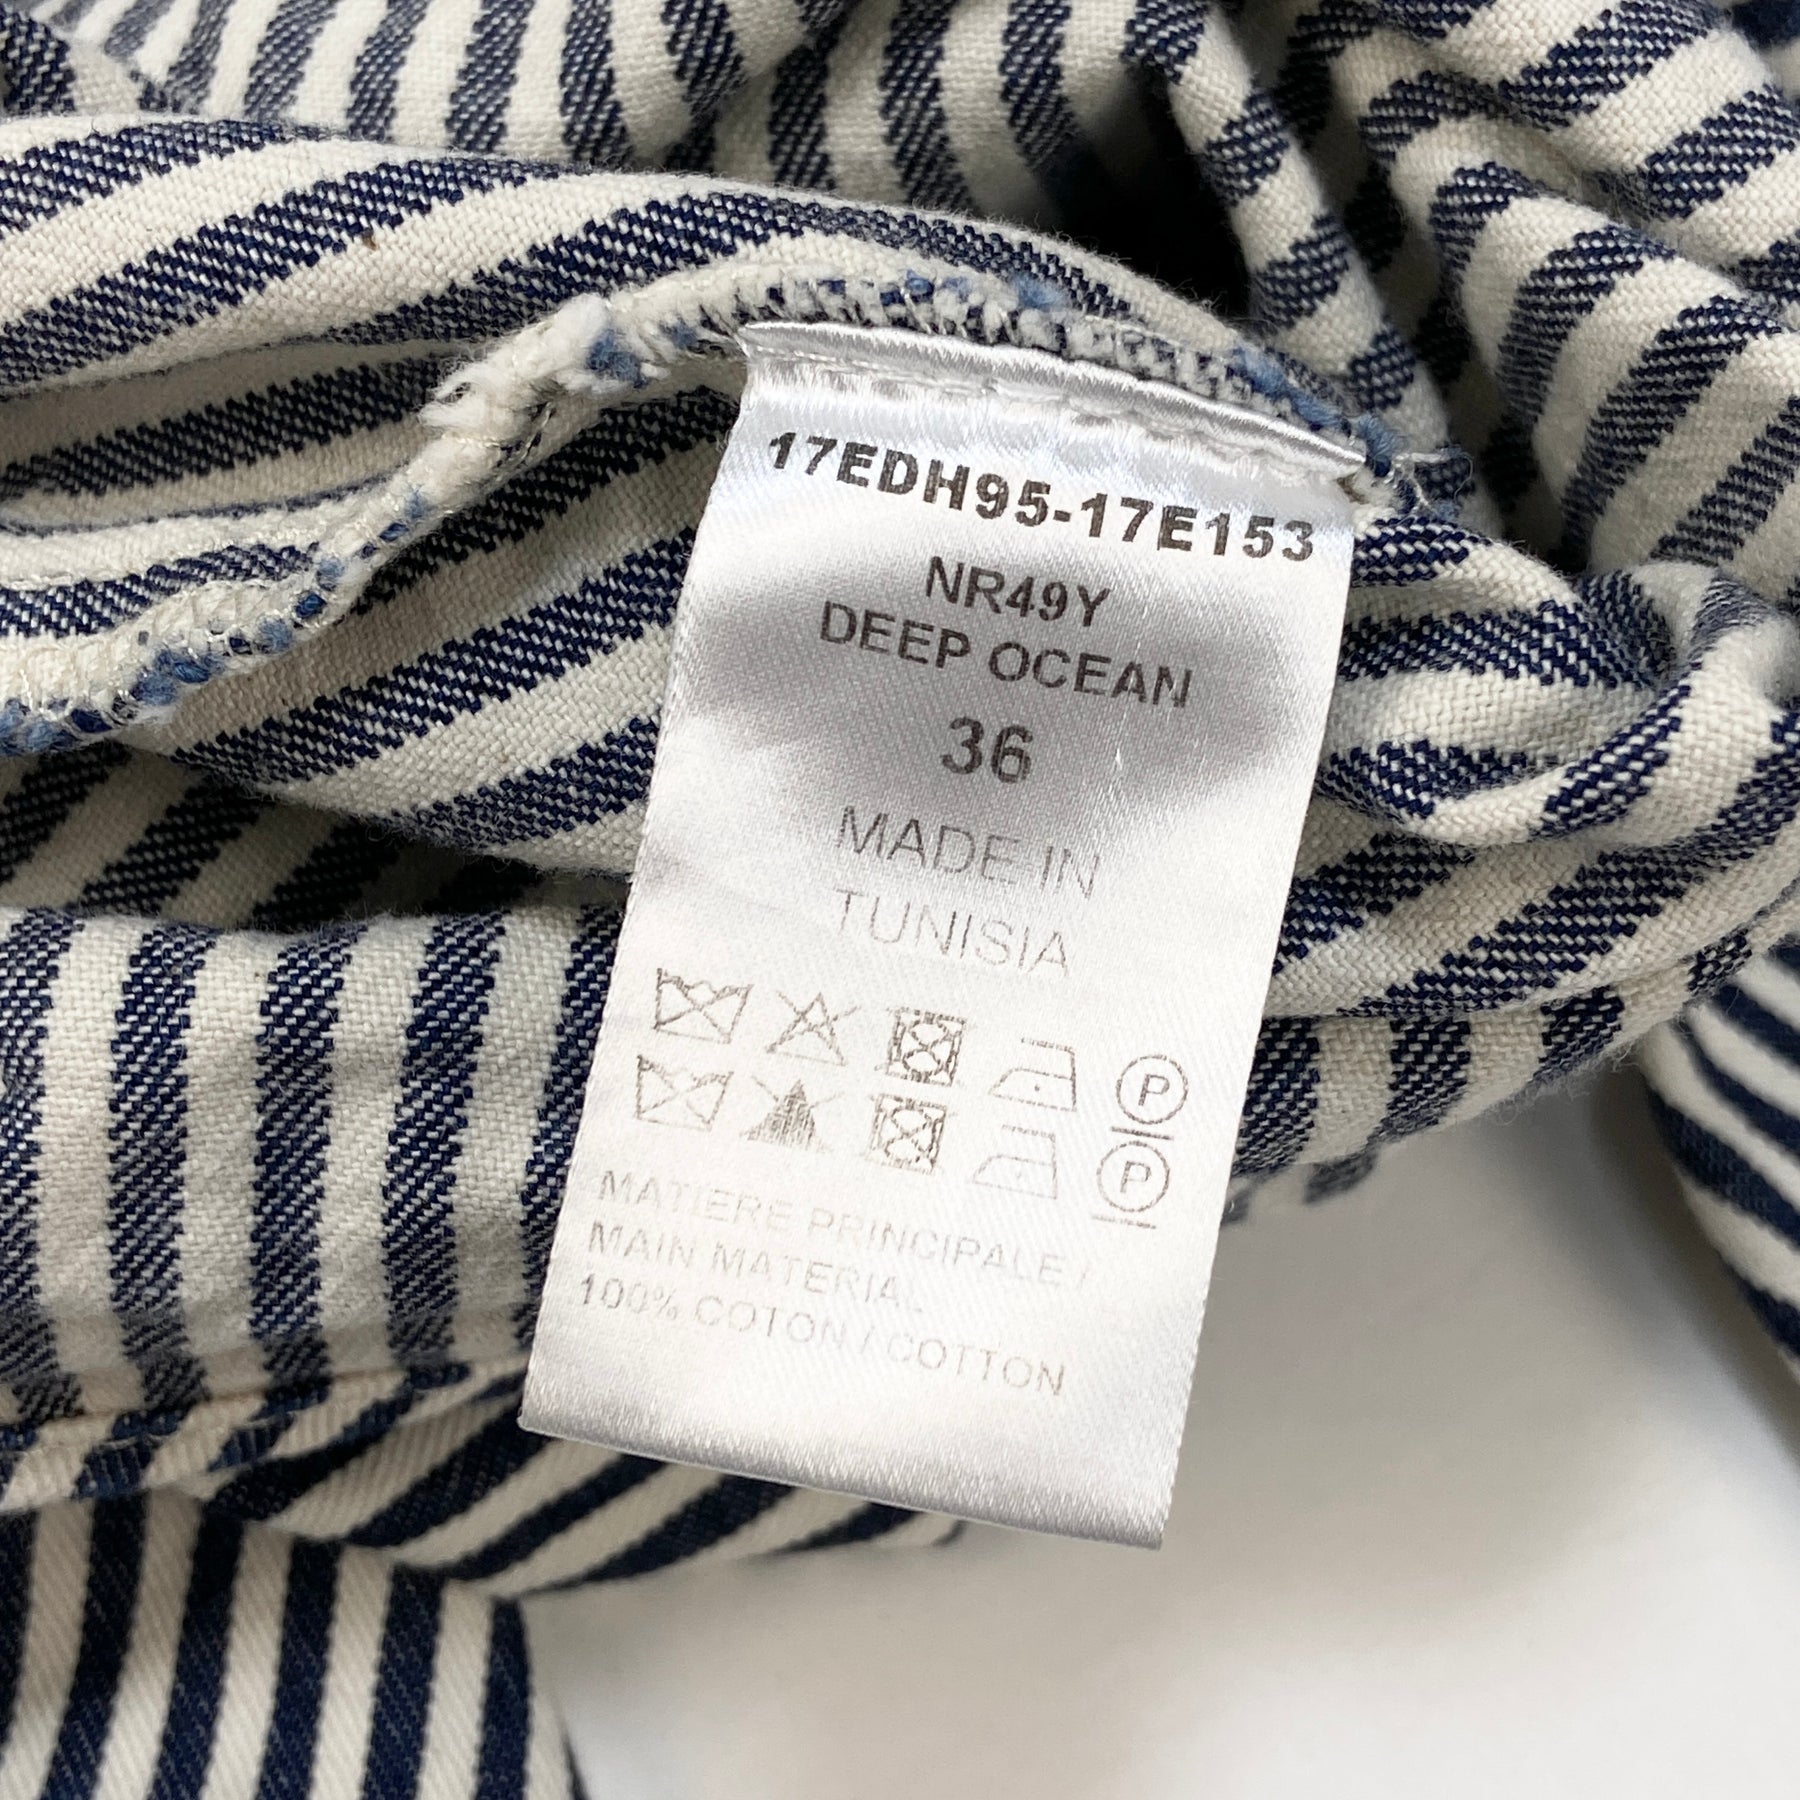 17EDH95-17E153
NR49Y
DEEP OCEAN
36
MADE IN
TUNISIA
P
P
MATIERE PRINCIPALE /
MAIN MATERIAL
100% COTON / COTTON